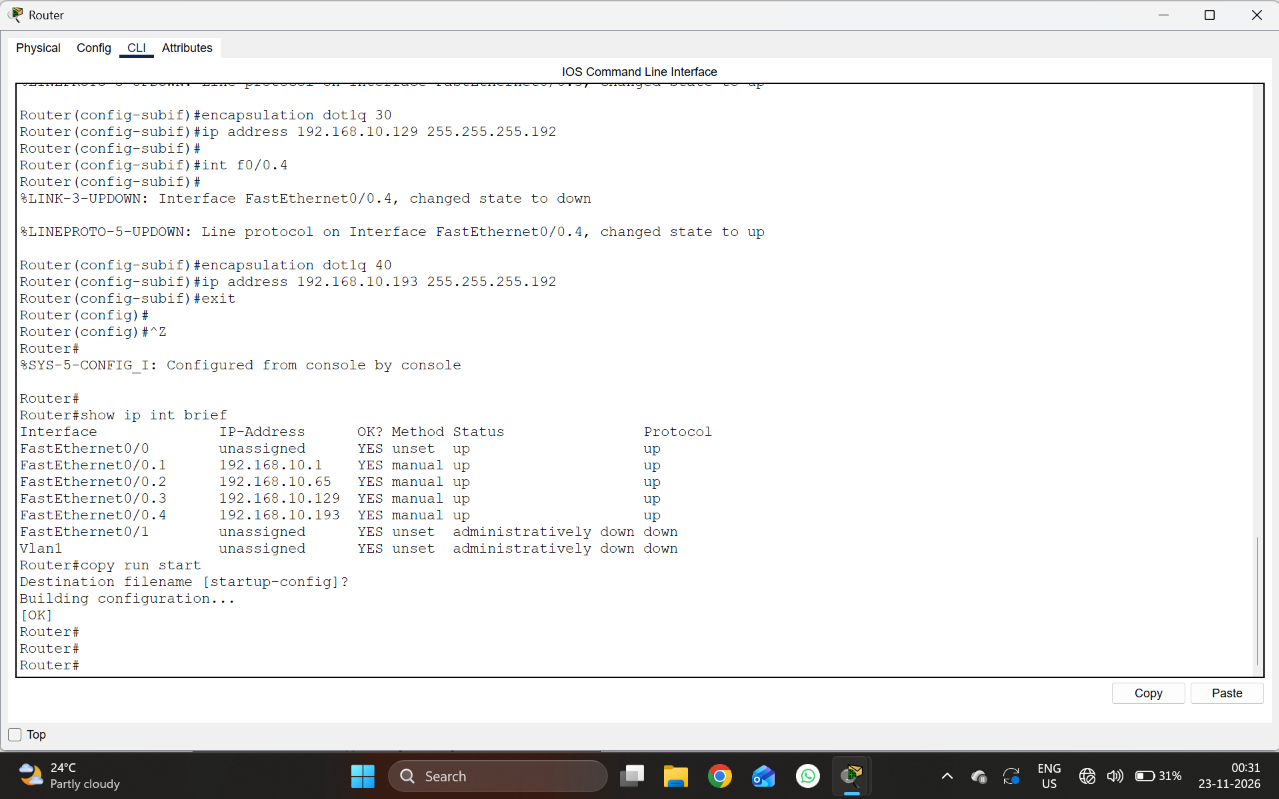 Router
Physical Config CLI Attributes
IOS Command Line Interface
Router(config-subif)#encapsulation dot1q 30
Router(config-subif)#ip address 192.168.10.129 255.255.255.192
Router(config-subif)#
Router(config-subif)#int f0/0.4
Router(config-subif)#
%LINK-3-UPDOWN: Interface FastEthernet0/0.4, changed state to down
%LINEPROTO-5-UPDOWN: Line protocol on Interface FastEthernet0/0.4, changed state to up
Router(config-subif)#encapsulation dot1q 40
Router(config-subif)#ip address 192.168.10.193 255.255.255.192
Router(config-subif)#exit
Router(config)#
Router(config)#^Z
Router#
%SYS-5-CONFIG_I: Configured from console by console
Router#
Router#show ip int brief
Interface IP-Address OK? Method Status Protocol
FastEthernet0/0 unassigned YES unset up up
FastEthernet0/0.1 192.168.10.1 YES manual up up
FastEthernet0/0.2 192.168.10.65 YES manual up up
FastEthernet0/0.3 192.168.10.129 YES manual up up
FastEthernet0/0.4 192.168.10.193 YES manual up up
FastEthernet0/1 unassigned YES unset administratively down down
Vlan1 unassigned YES unset administratively down down
Router#copy run start
Destination filename [startup-config]?
Building configuration...
[OK]
Router#
Router#
Router#
Copy Paste
Top
24°C
Partly cloudy
Search
ENG
US
31%
00:31
23-11-2026